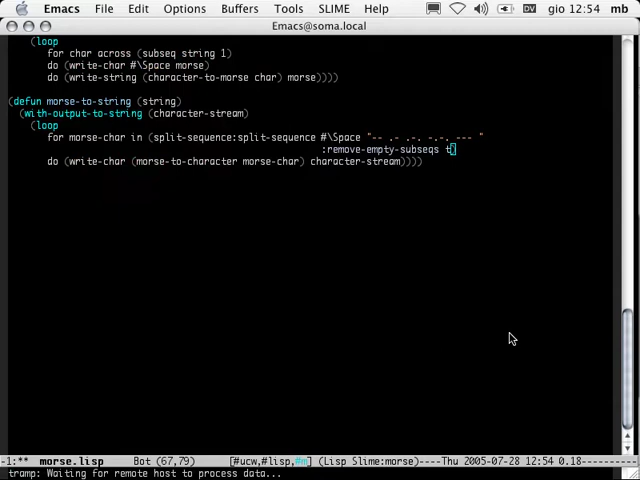 Emacs File Edit Options Buffers Tools SLIME Help DV gio 12:54 mb
Emacs@soma.local
(loop
for char across (subseq string 1)
do (write-char #\Space morse)
do (write-string (character-to-morse char) morse))))
(defun morse-to-string (string)
(with-output-to-string (character-stream)
(loop
for morse-char in (split-sequence:split-sequence #\Space "-- .- .-. -.-. --- "
:remove-empty-subseqs t)
do (write-char (morse-to-character morse-char) character-stream))))
-1:** morse.lisp Bot (67,79) [#ucw,#lisp,#m] (Lisp Slime:morse)----Thu 2005-07-28 12:54 0.18---------
tramp: Waiting for remote host to process data...